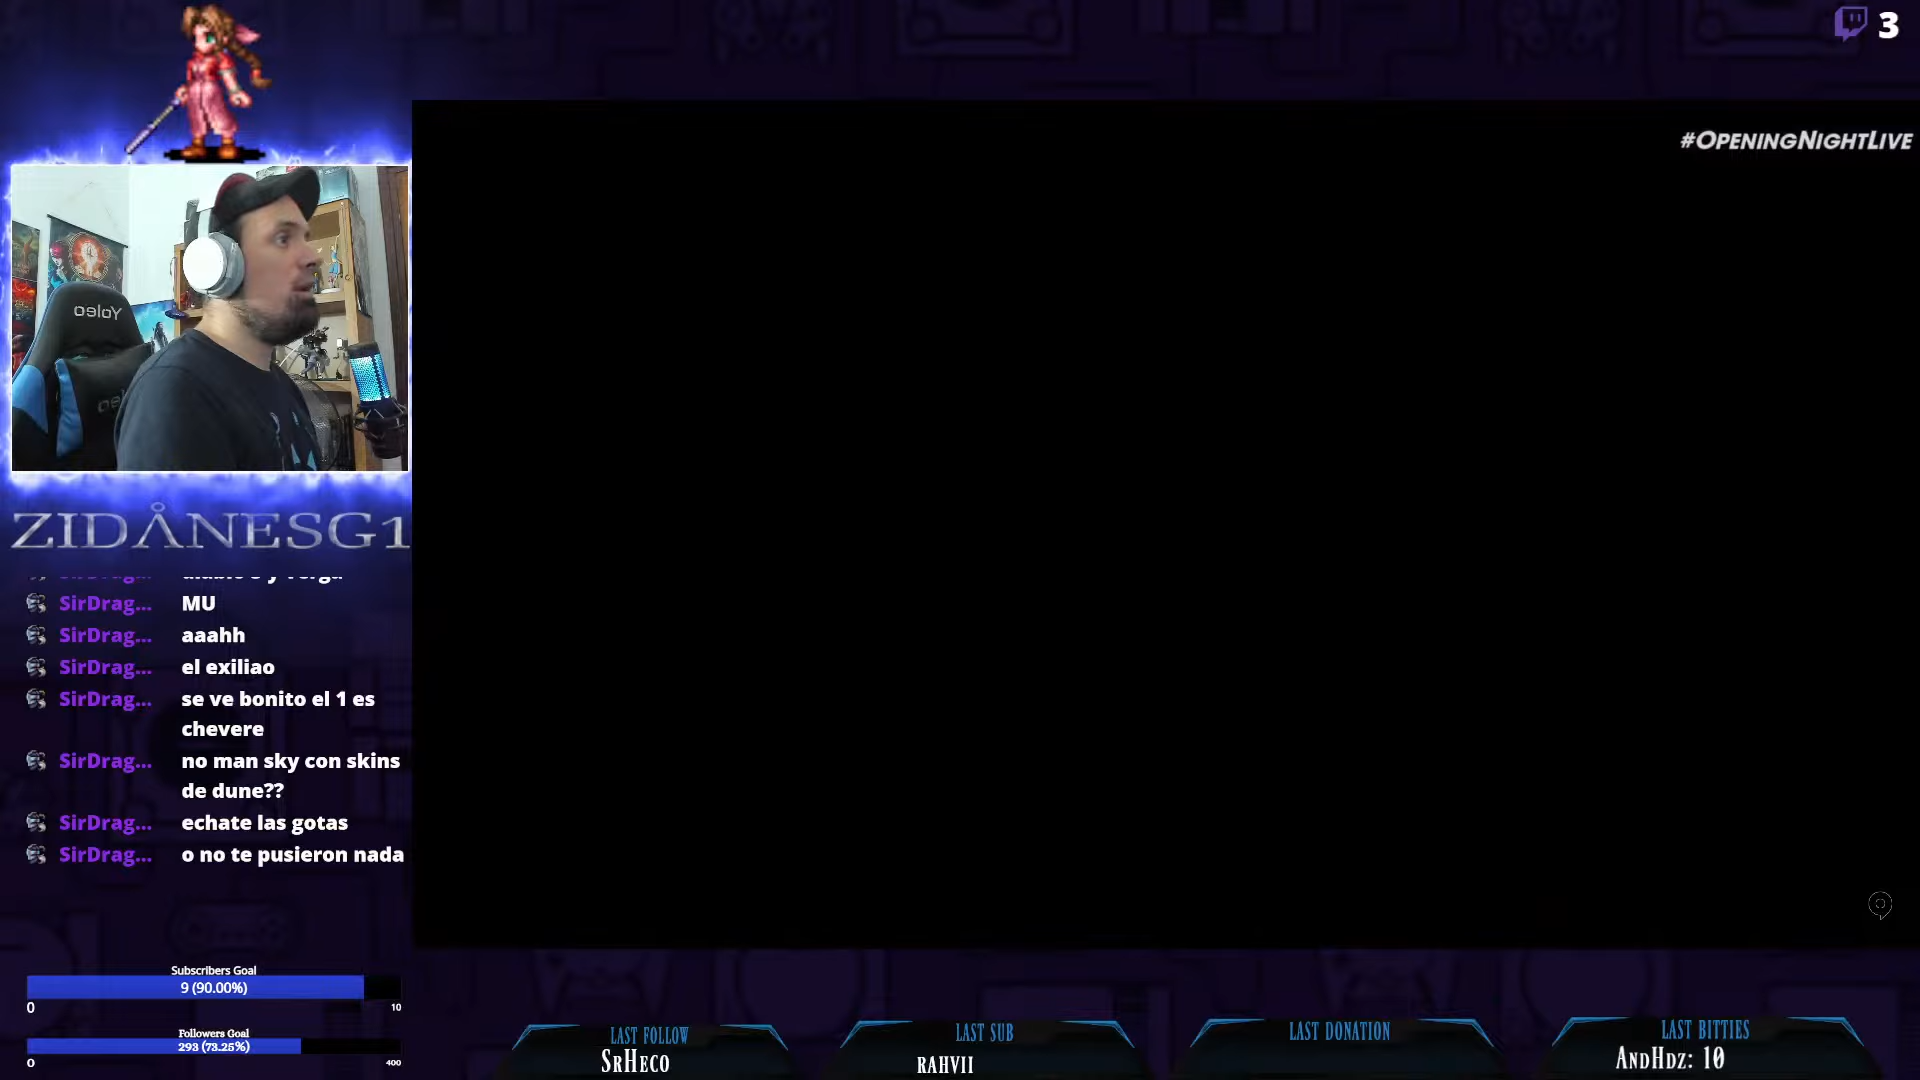 3
#OPENINGNIGHTLIVE
Yaleo
ZIDÅNESG1
SirDrag...
SirDrag... MU
SirDrag... aaahh
SirDrag... el exiliao
SirDrag... se ve bonito el 1 es
chevere
SirDrag... no man sky con skins
de dune??
SirDrag... echate las gotas
SirDrag... o no te pusieron nada
Subscribers Goal
9 (90.00%)
0 10
Followers Goal
293 (73.25%)
0 400
LAST FOLLOW
SRHECO
LAST SUB
RAHVII
LAST DONATION
LAST BITTIES
ANDHDZ: 10